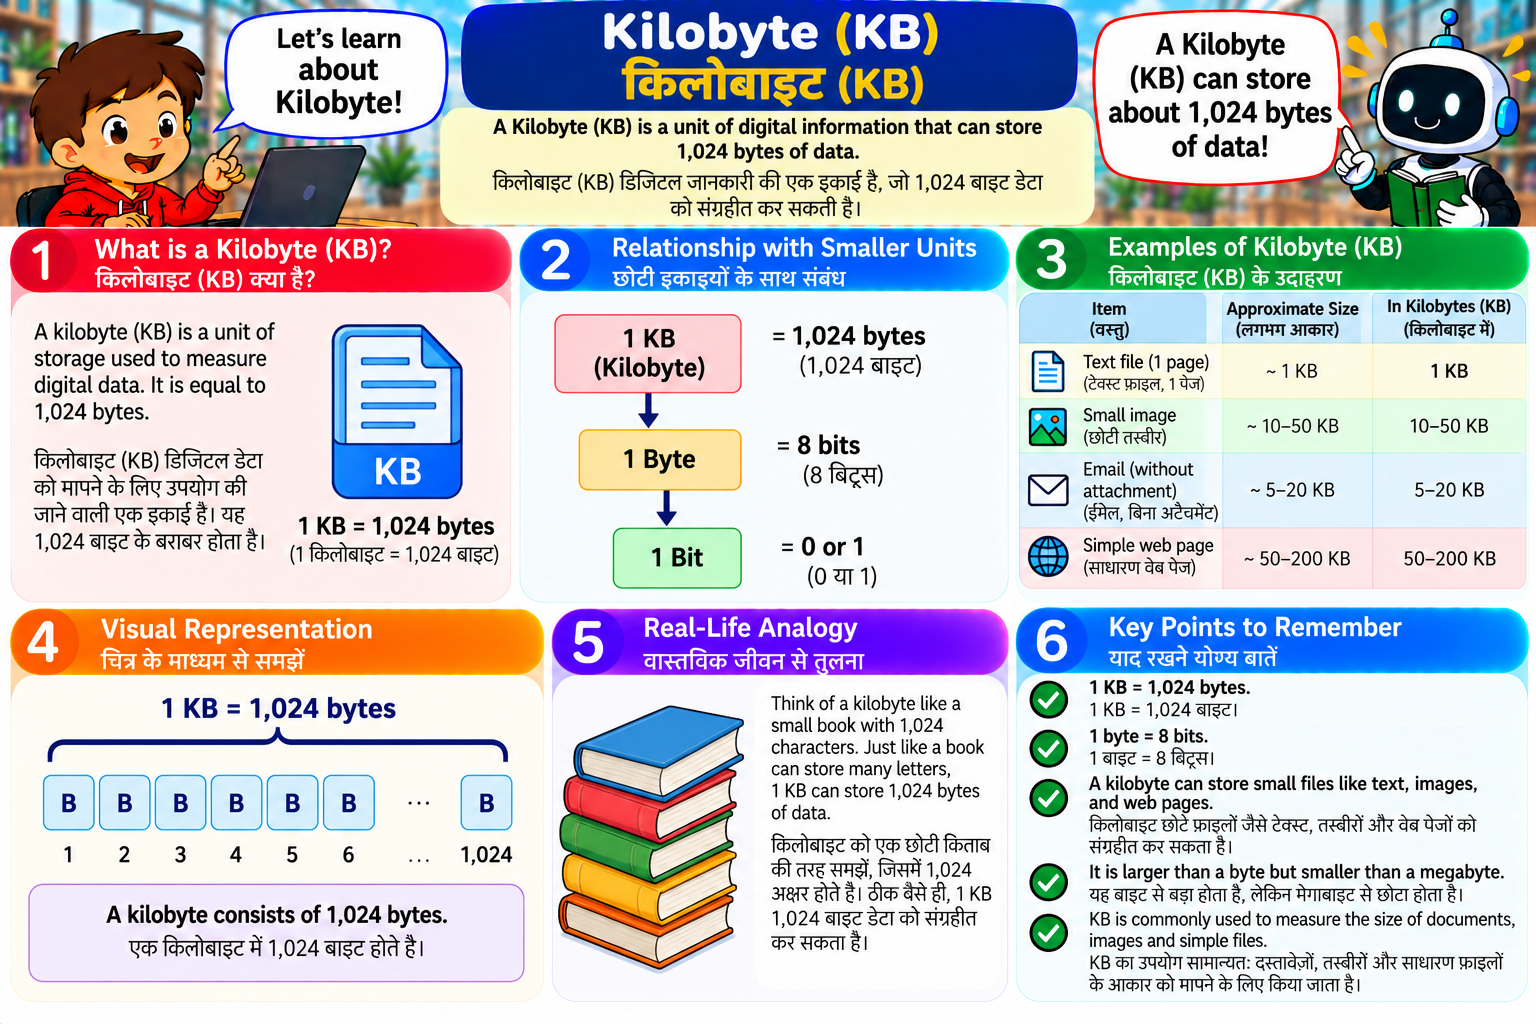 Let's learn
about
Kilobyte!
Kilobyte (KB)
किलोबाइट (KB)
A Kilobyte (KB) is a unit of digital information that can store
1,024 bytes of data.
किलोबाइट (KB) डिजिटल जानकारी की एक इकाई है, जो 1,024 बाइट डेटा
को संग्रहीत कर सकती है।
A Kilobyte
(KB) can store
about 1,024 bytes
of data!
1
What is a Kilobyte (KB)?
किलोबाइट (KB) क्या है?
A kilobyte (KB) is a unit of
storage used to measure
digital data. It is equal to
1,024 bytes.
किलोबाइट (KB) डिजिटल डेटा
को मापने के लिए उपयोग की
जाने वाली एक इकाई है। यह
1,024 बाइट के बराबर होता है।
KB
1 KB = 1,024 bytes
(1 किलोबाइट = 1,024 बाइट)
2
Relationship with Smaller Units
छोटी इकाइयों के साथ संबंध
1 KB
(Kilobyte)
= 1,024 bytes
(1,024 बाइट)
1 Byte
= 8 bits
(8 बिट्स)
1 Bit
= 0 or 1
(0 या 1)
3
Examples of Kilobyte (KB)
किलोबाइट (KB) के उदाहरण
Item
(वस्तु)
Approximate Size
(लगभग आकार)
In Kilobytes (KB)
(किलोबाइट में)
Text file (1 page)
(टेक्स्ट फ़ाइल, 1 पेज)
~ 1 KB
1 KB
Small image
(छोटी तस्वीर)
~ 10–50 KB
10–50 KB
Email (without
attachment)
(ईमेल, बिना अटैचमेंट)
~ 5–20 KB
5–20 KB
Simple web page
(साधारण वेब पेज)
~ 50–200 KB
50–200 KB
4
Visual Representation
चित्र के माध्यम से समझें
1 KB = 1,024 bytes
B B B B B B ... B
1 2 3 4 5 6 ... 1,024
A kilobyte consists of 1,024 bytes.
एक किलोबाइट में 1,024 बाइट होते है।
5
Real-Life Analogy
वास्तविक जीवन से तुलना
Think of a kilobyte like a
small book with 1,024
characters. Just like a book
can store many letters,
1 KB can store 1,024 bytes
of data.
किलोबाइट को एक छोटी किताब
की तरह समझें, जिसमें 1,024
अक्षर होते है। ठीक बैसे ही, 1 KB
1,024 बाइट डेटा को संग्रहीत
कर सकता है।
6
Key Points to Remember
याद रखने योग्य बातें
1 KB = 1,024 bytes.
1 KB = 1,024 बाइट।
1 byte = 8 bits.
1 बाइट = 8 बिट्स।
A kilobyte can store small files like text, images,
and web pages.
किलोबाइट छोटे फ़ाइलों जैसे टेक्स्ट, तस्वीरों और वेब पेजों को
संग्रहीत कर सकता है।
It is larger than a byte but smaller than a megabyte.
यह बाइट से बड़ा होता है, लेकिन मेगाबाइट से छोटा होता है।
KB is commonly used to measure the size of documents,
images and simple files.
KB का उपयोग सामान्यत: दस्तावेज़ों, तस्वीरों और साधारण फ़ाइलों
के आकार को मापने के लिए किया जाता है।